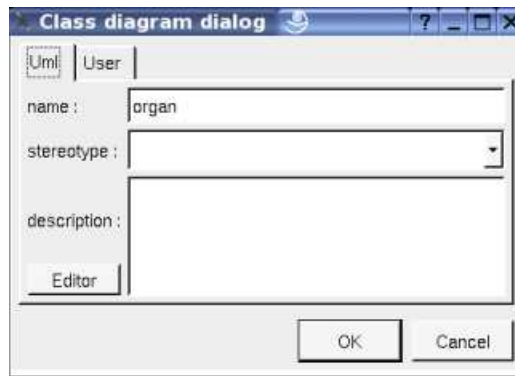 Class diagram dialog ?
Uml User
name : organ
stereotype :
description :
Editor
OK Cancel